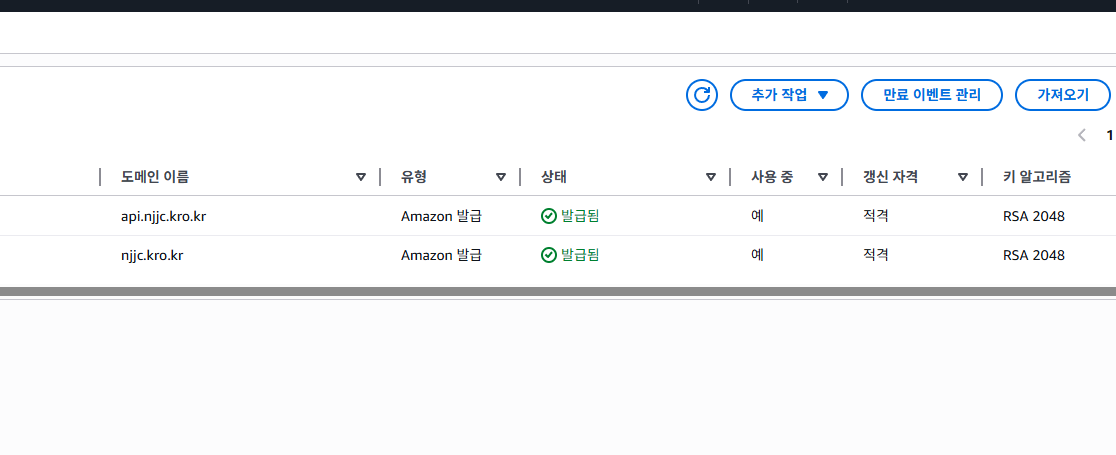 추가 작업 만료 이벤트 관리 가져오기
1
도메인 이름 유형 상태 사용 중 갱신 자격 키 알고리즘
api.njjc.kro.kr Amazon 발급 발급됨 예 적격 RSA 2048
njjc.kro.kr Amazon 발급 발급됨 예 적격 RSA 2048